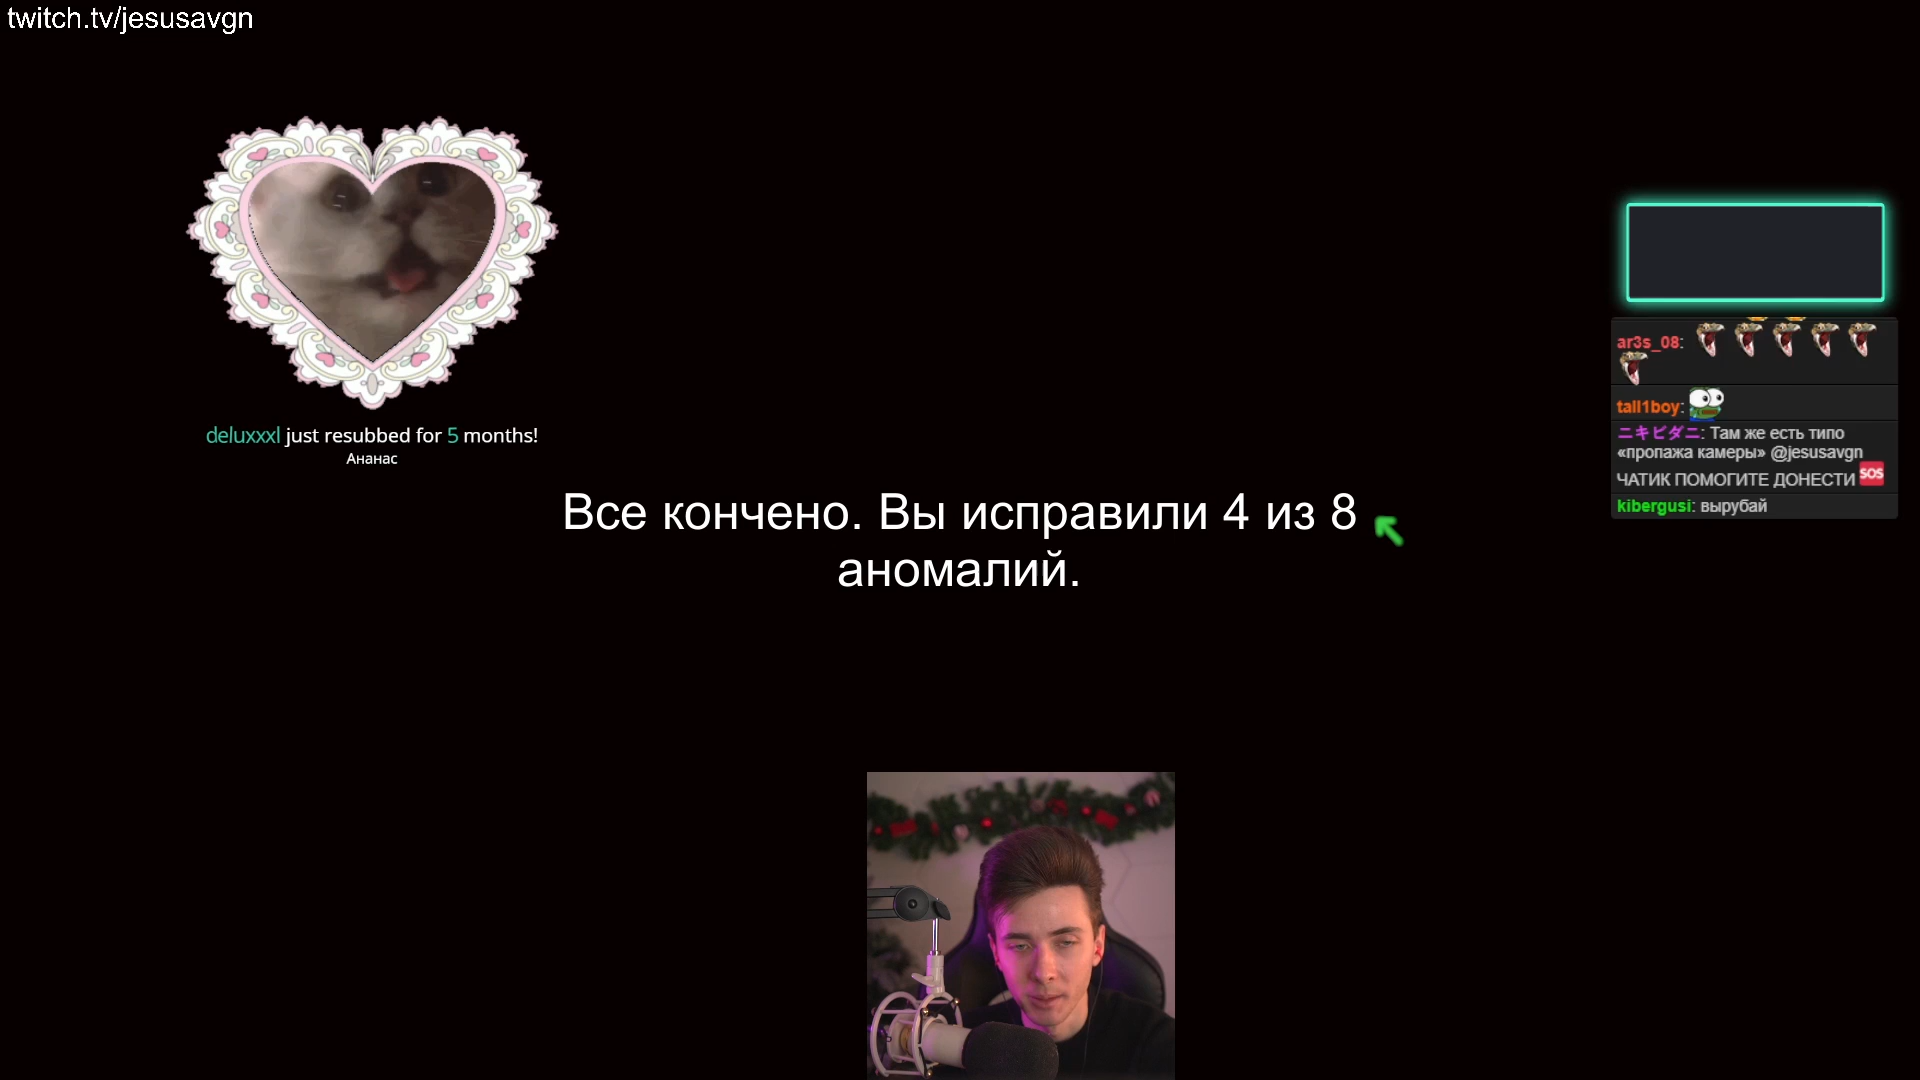 twitch.tv/jesusavgn
deluxxxl just resubbed for 5 months!
Ананас
Все кончено. Вы исправили 4 из 8
аномалий.
ar3s_08:
tall1boy:
ニキビダニ: Там же есть типо
«пропажа камеры» @jesusavgn
ЧАТИК ПОМОГИТЕ ДОНЕСТИ SOS
kibergusi: вырубай